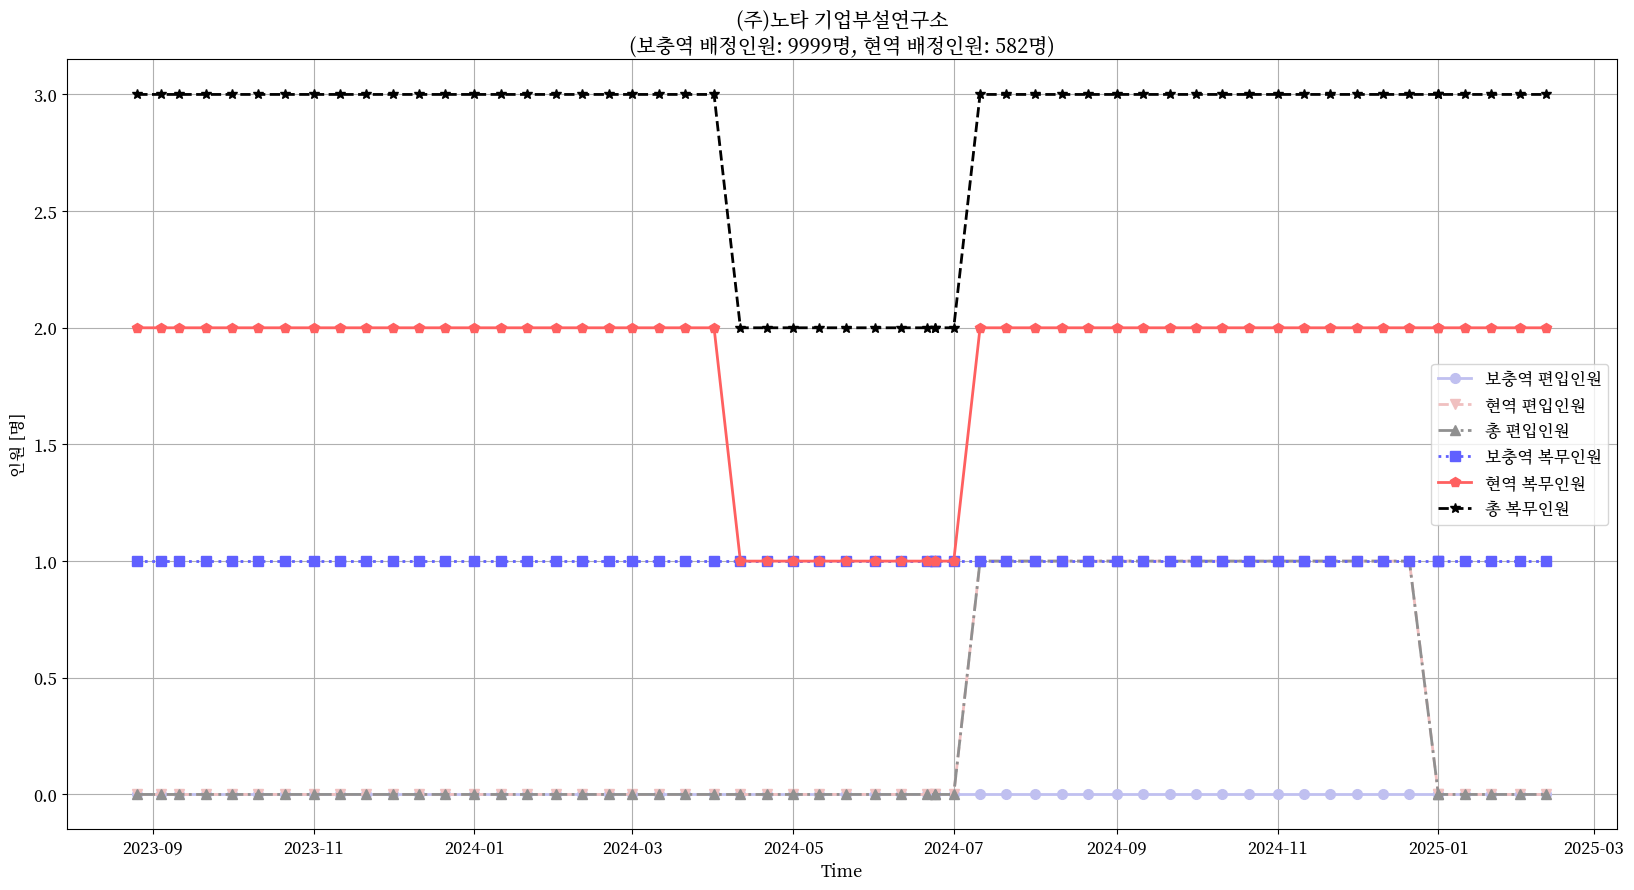 (주)노타 기업부설연구소
(보충역 배정인원: 9999명, 현역 배정인원: 582명)
3.0
2.5
2.0
1.5
1.0
0.5
0.0
인원 [명]
보충역 편입인원
현역 편입인원
총 편입인원
보충역 복무인원
현역 복무인원
총 복무인원
2023-09
2023-11
2024-01
2024-03
2024-05
2024-07
2024-09
2024-11
2025-01
2025-03
Time